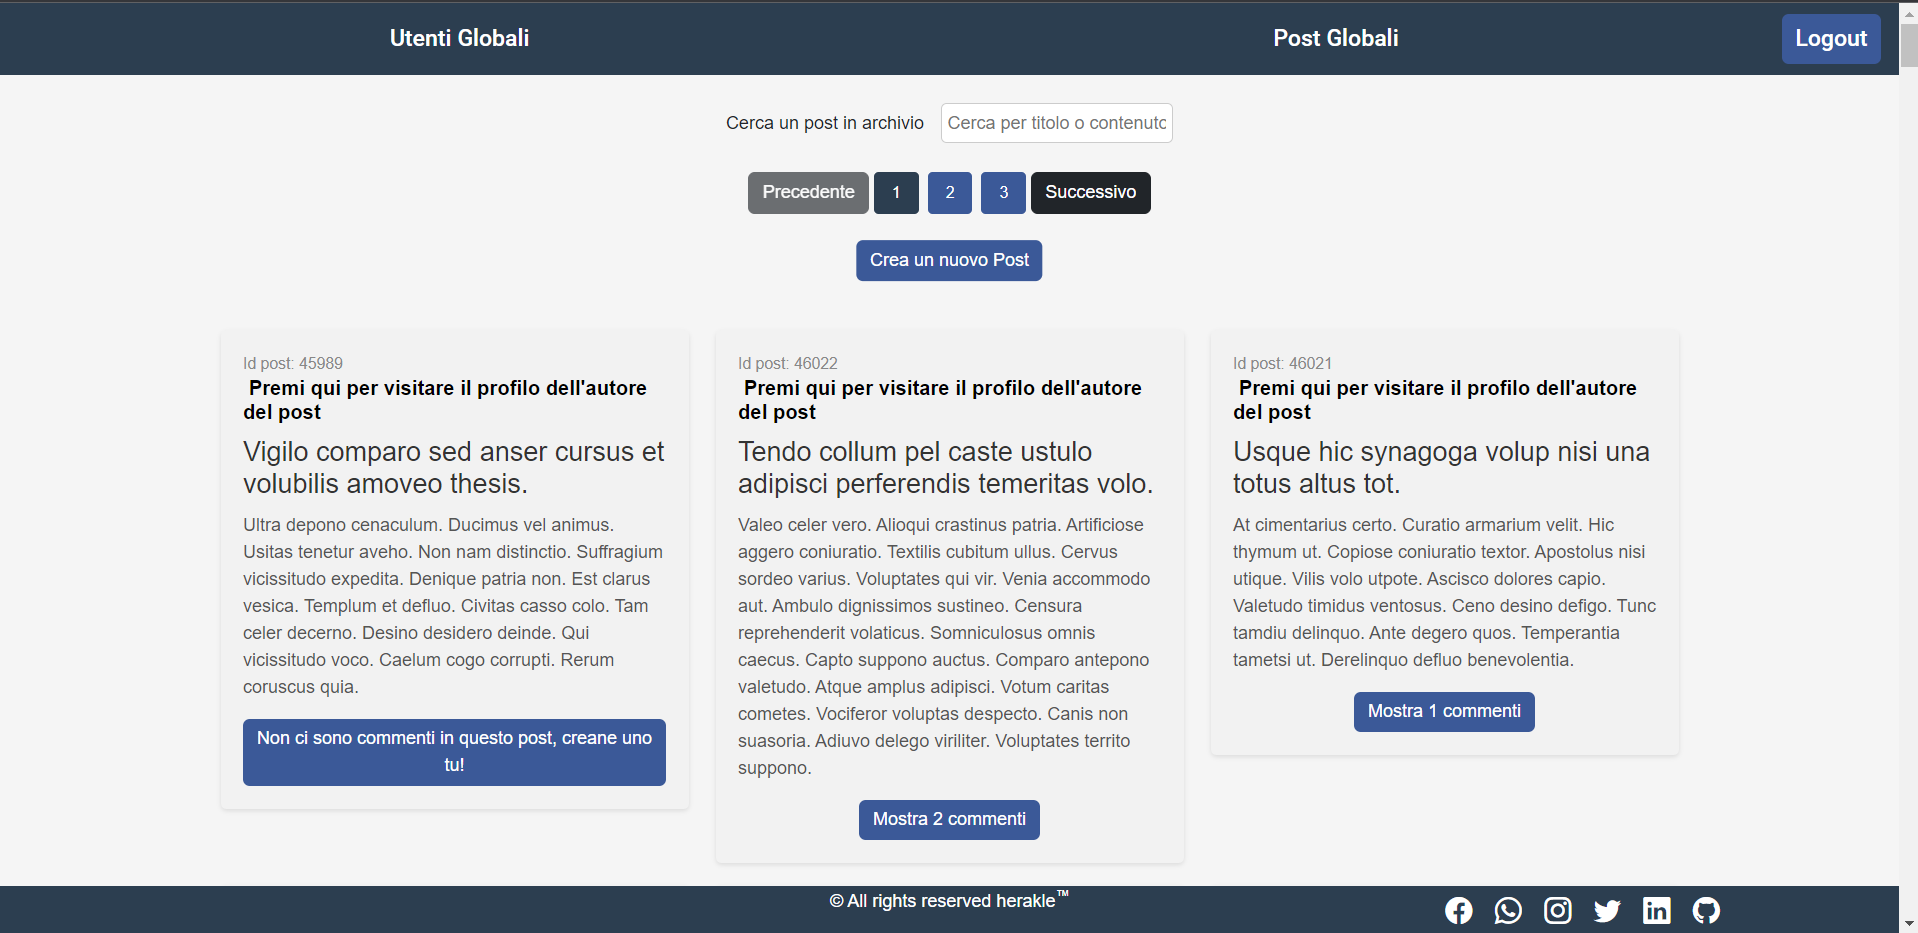 Utenti Globali
Post Globali
Logout
Cerca un post in archivio
Cerca per titolo o contenuto
Precedente 1 2 3 Successivo
Crea un nuovo Post
Id post: 45989
Premi qui per visitare il profilo dell'autore
del post
Vigilo comparo sed anser cursus et
volubilis amoveo thesis.
Ultra depono cenaculum. Ducimus vel animus.
Usitas tenetur aveho. Non nam distinctio. Suffragium
vicissitudo expedita. Denique patria non. Est clarus
vesica. Templum et defluo. Civitas casso colo. Tam
celer decerno. Desino desidero deinde. Qui
vicissitudo voco. Caelum cogo corrupti. Rerum
coruscus quia.
Non ci sono commenti in questo post, creane uno
tu!
Id post: 46022
Premi qui per visitare il profilo dell'autore
del post
Tendo collum pel caste ustulo
adipisci perferendis temeritas volo.
Valeo celer vero. Alioqui crastinus patria. Artificiose
aggero coniuratio. Textilis cubitum ullus. Cervus
sordeo varius. Voluptates qui vir. Venia accommodo
aut. Ambulo dignissimos sustineo. Censura
reprehenderit volaticus. Somniculosus omnis
caecus. Capto suppono auctus. Comparo antepono
valetudo. Atque amplus adipisci. Votum caritas
cometes. Vociferor voluptas despecto. Canis non
suasoria. Adiuvo delego viriliter. Voluptates territo
suppono.
Mostra 2 commenti
Id post: 46021
Premi qui per visitare il profilo dell'autore
del post
Usque hic synagoga volup nisi una
totus altus tot.
At cimentarius certo. Curatio armarium velit. Hic
thymum ut. Copiose coniuratio textor. Apostolus nisi
utique. Vilis volo utpote. Ascisco dolores capio.
Valetudo timidus ventosus. Ceno desino defigo. Tunc
tamdiu delinquo. Ante degero quos. Temperantia
tametsi ut. Derelinquo defluo benevolentia.
Mostra 1 commenti
© All rights reserved herakle™